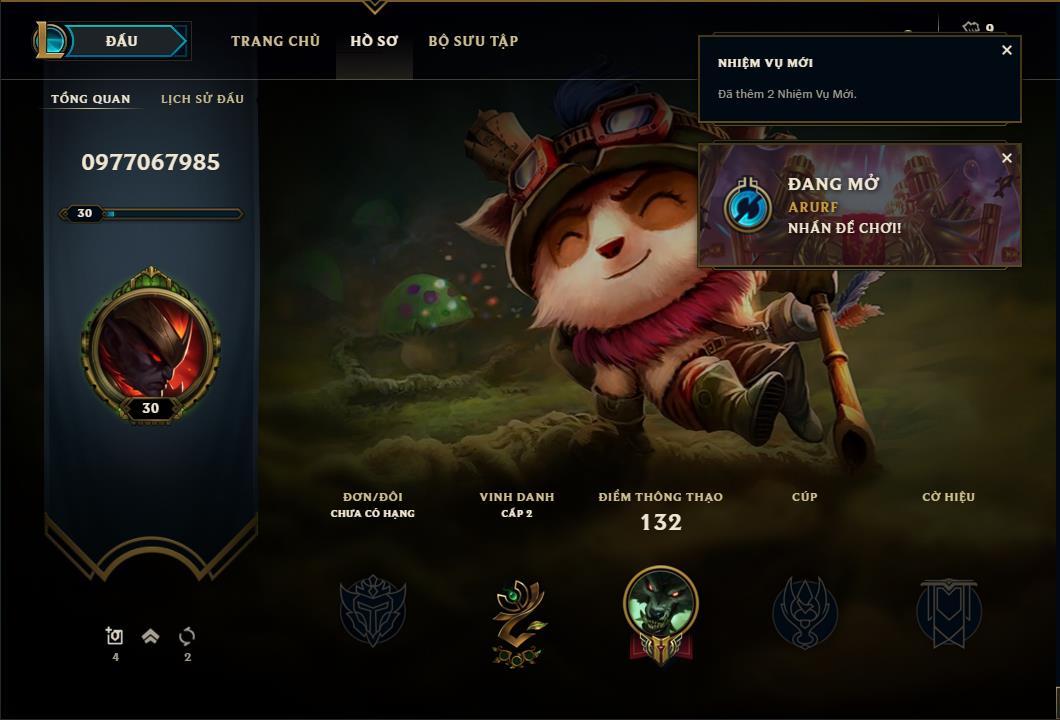 ĐẤU
TRANG CHỦ
HỒ SƠ
BỘ SƯU TẬP
0
NHIỆM VỤ MỚI
Đã thêm 2 Nhiệm Vụ Mới.
ĐANG MỞ
ARURF
NHẤN ĐỂ CHƠI!
TỔNG QUAN
LỊCH SỬ ĐẤU
0977067985
30
30
ĐƠN/ĐÔI
CHƯA CÓ HẠNG
VINH DANH
CẤP 2
ĐIỂM THÔNG THẠO
132
CÚP
CỜ HIỆU
4
2